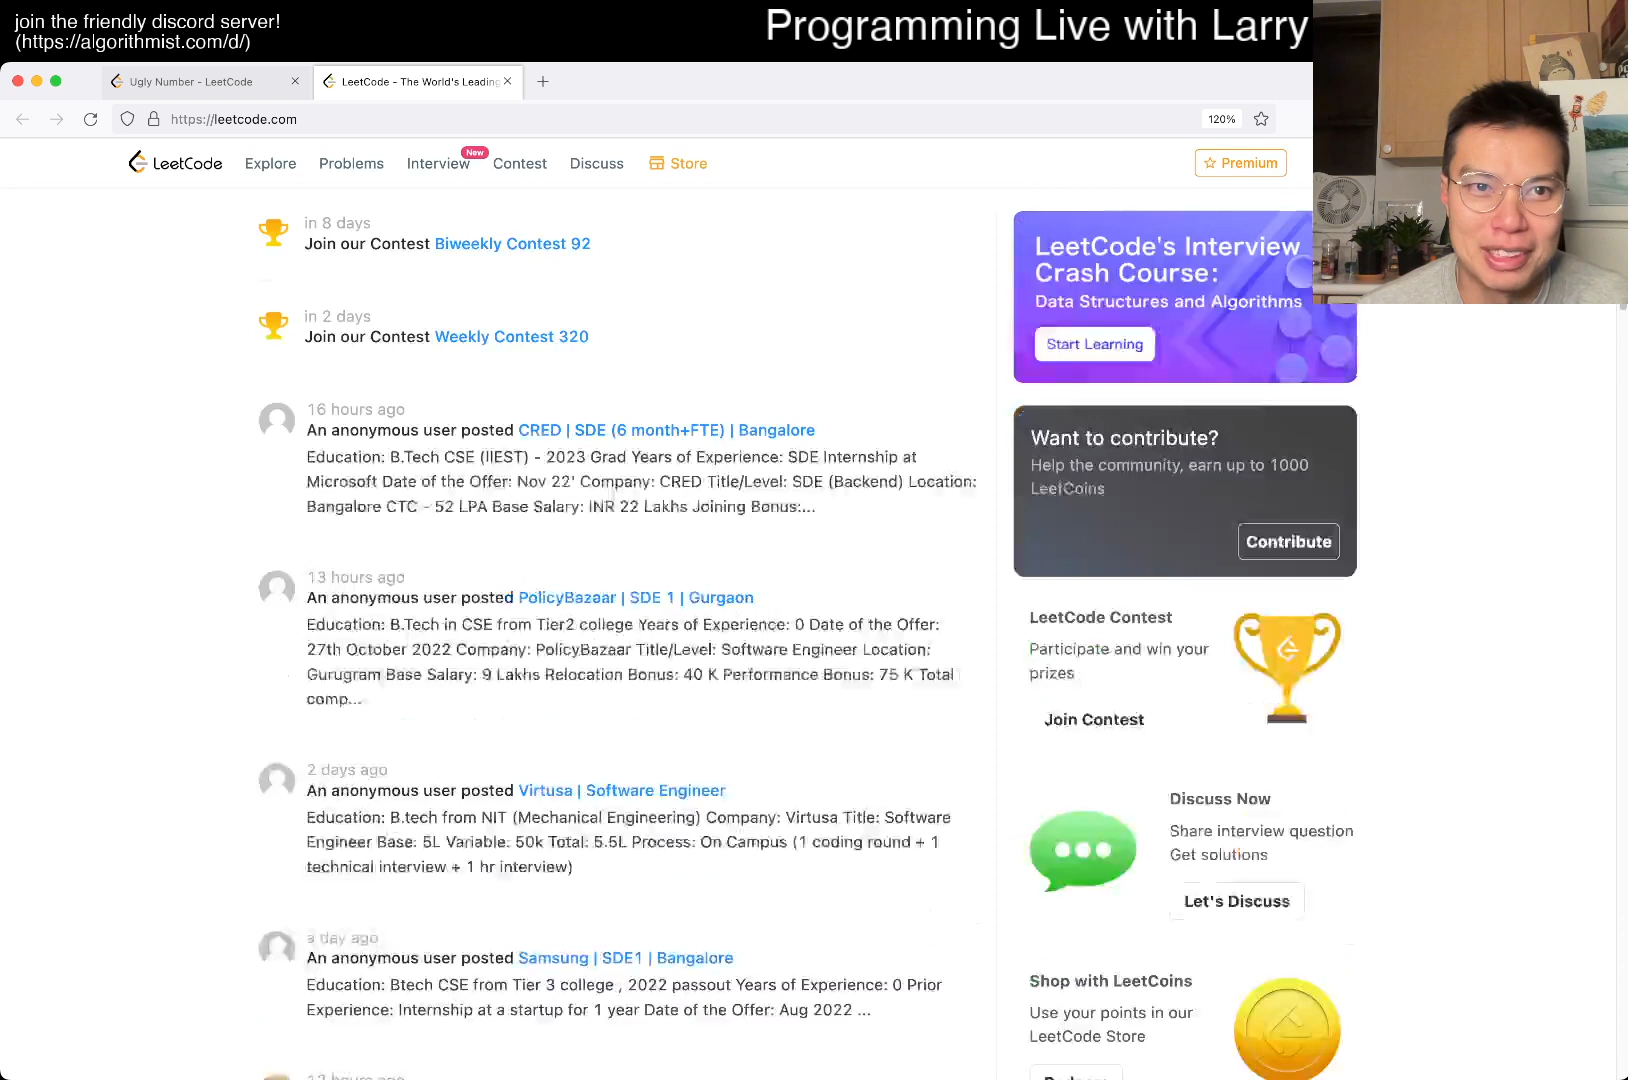 join the friendly discord server!
(https://algorithmist.com/d/)
Programming Live with Larry
Ugly Number - LeetCode
LeetCode - The World's Leading
https://leetcode.com
120%
LeetCode
Explore
Problems
Interview
New
Contest
Discuss
Store
Premium
in 8 days
Join our Contest Biweekly Contest 92
in 2 days
Join our Contest Weekly Contest 320
16 hours ago
An anonymous user posted CRED | SDE (6 month+FTE) | Bangalore
Education: B.Tech CSE (IIEST) - 2023 Grad Years of Experience: SDE Internship at
Microsoft Date of the Offer: Nov 22' Company: CRED Title/Level: SDE (Backend) Location:
Bangalore CTC - 52 LPA Base Salary: INR 22 Lakhs Joining Bonus:...
13 hours ago
An anonymous user posted PolicyBazaar | SDE 1 | Gurgaon
Education: B.Tech in CSE from Tier2 college Years of Experience: 0 Date of the Offer:
27th October 2022 Company: PolicyBazaar Title/Level: Software Engineer Location:
Gurugram Base Salary: 9 Lakhs Relocation Bonus: 40 K Performance Bonus: 75 K Total
comp...
2 days ago
An anonymous user posted Virtusa | Software Engineer
Education: B.tech from NIT (Mechanical Engineering) Company: Virtusa Title: Software
Engineer Base: 5L Variable: 50k Total: 5.5L Process: On Campus (1 coding round + 1
technical interview + 1 hr interview)
a day ago
An anonymous user posted Samsung | SDE1 | Bangalore
Education: Btech CSE from Tier 3 college , 2022 passout Years of Experience: 0 Prior
Experience: Internship at a startup for 1 year Date of the Offer: Aug 2022 ...
LeetCode's Interview
Crash Course:
Data Structures and Algorithms
Start Learning
Want to contribute?
Help the community, earn up to 1000
LeetCoins
Contribute
LeetCode Contest
Participate and win your
prizes
Join Contest
Discuss Now
Share interview question
Get solutions
Let's Discuss
Shop with LeetCoins
Use your points in our
LeetCode Store